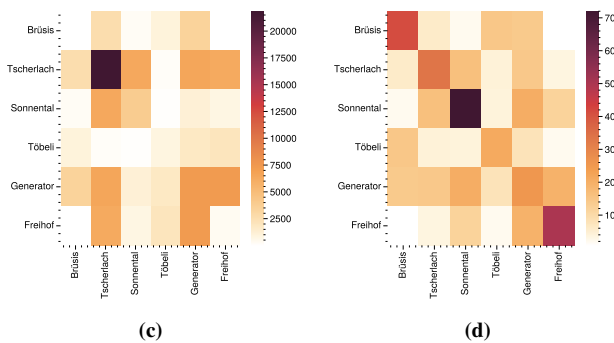 Brüsis
Tscherlach
Sonnental
Töbeli
Generator
Freihof
Brüsis
Tscherlach
Sonnental
Töbeli
Generator
Freihof
20000
17500
15000
12500
10000
7500
5000
2500
(c)
Brüsis
Tscherlach
Sonnental
Töbeli
Generator
Freihof
Brüsis
Tscherlach
Sonnental
Töbeli
Generator
Freihof
70
60
50
40
30
20
10
(d)